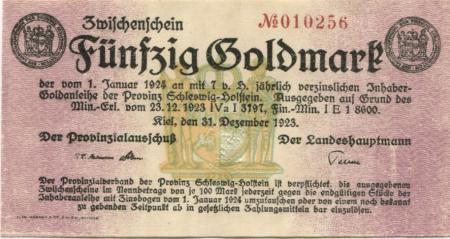 Zwischenschein
№010256
Fünfzig Goldmark
der vom 1. Januar 1924 an mit 7 v. H. jährlich verzinslichen Inhaber-
Goldanleihe der Provinz Schleswig-Holstein. Ausgegeben auf Grund des
Min.-Erl. vom 23.12.1923 IVa I 3197, Fin.-Min. I E 1 8600.
Kiel, den 31. Dezember 1923.
Der Provinzialausschuß
Der Landeshauptmann
Der Provinzialverband der Provinz Schleswig-Holstein ist verpflichtet, die ausgegebenen
Zwischenscheine im Nennbetrage von je 100 Mark jederzeit gegen die endgültigen Stücke der
Inhaberanleihe mit Zinsbogen vom 1. Januar 1924 umzutauschen oder von einem noch bekannt
zu gebenden Zeitpunkt ab in gesetzlichen Zahlungsmitteln bar einzulösen.